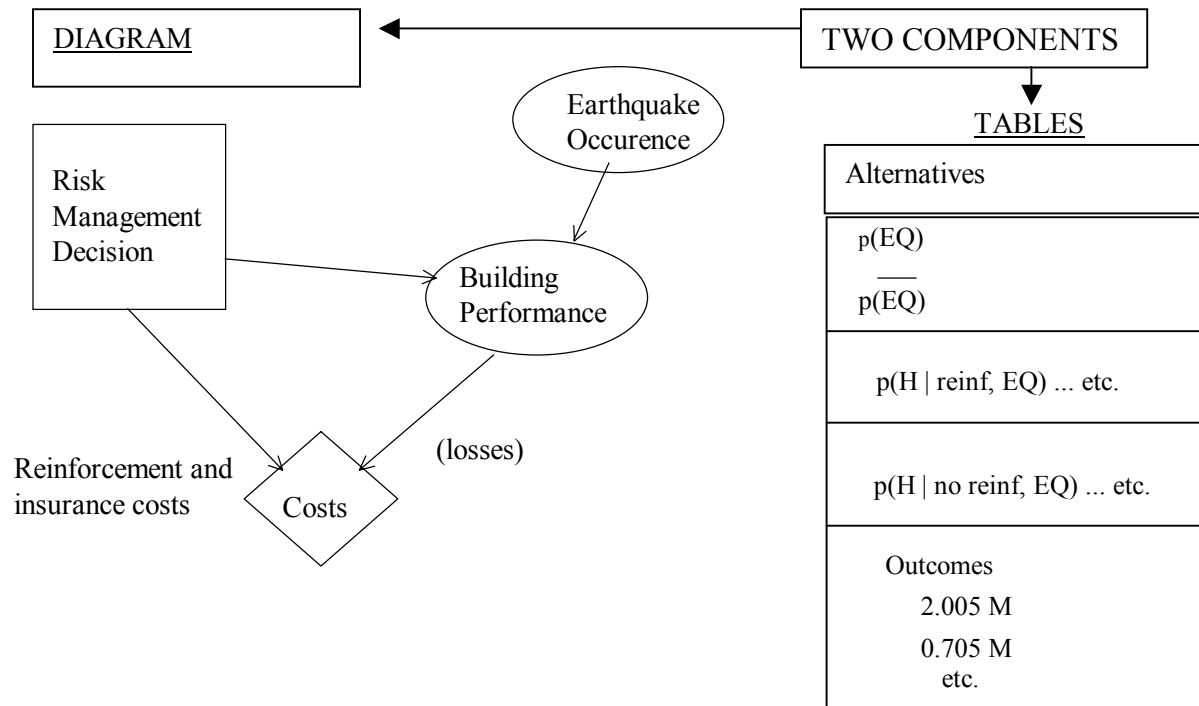 DIAGRAM
TWO COMPONENTS
Earthquake
Occurence
Risk
Management
Decision
Building
Performance
Reinforcement and
insurance costs
(losses)
Costs
TABLES
Alternatives
p(EQ)
p(E̅Q̅)
p(H | reinf, EQ) ... etc.
p(H | no reinf, EQ) ... etc.
Outcomes
2.005 M
0.705 M
etc.